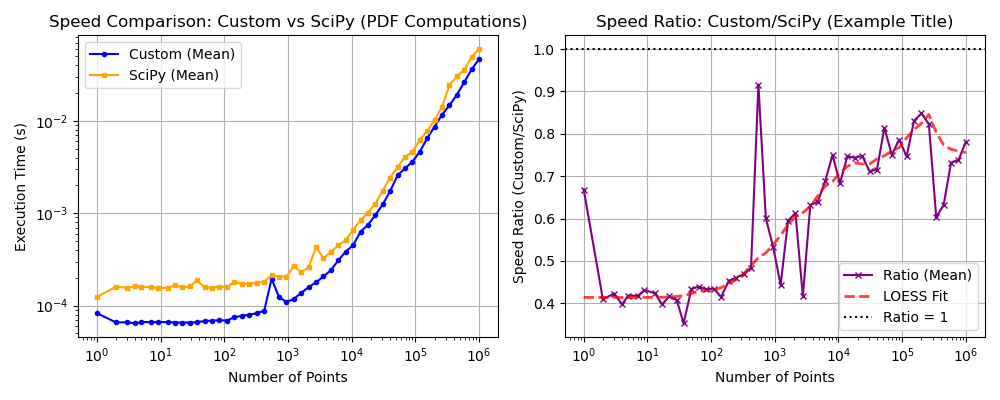 Speed Comparison: Custom vs SciPy (PDF Computations)
Custom (Mean)
SciPy (Mean)
Execution Time (s)
10⁻²
10⁻³
10⁻⁴
10⁰ 10¹ 10² 10³ 10⁴ 10⁵ 10⁶
Number of Points
Speed Ratio: Custom/SciPy (Example Title)
Speed Ratio (Custom/SciPy)
1.0
0.9
0.8
0.7
0.6
0.5
0.4
Ratio (Mean)
LOESS Fit
Ratio = 1
10⁰ 10¹ 10² 10³ 10⁴ 10⁵ 10⁶
Number of Points